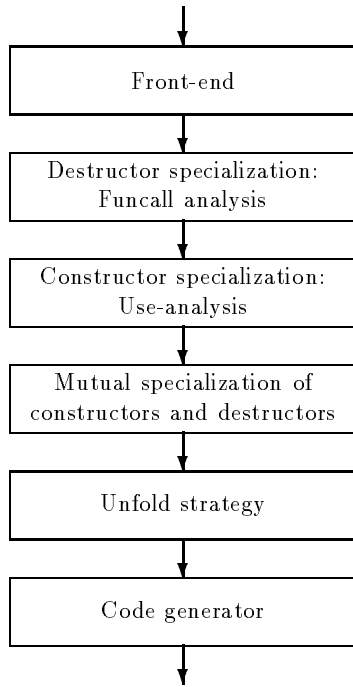 Front-end
Destructor specialization:
Funcall analysis
Constructor specialization:
Use-analysis
Mutual specialization of
constructors and destructors
Unfold strategy
Code generator